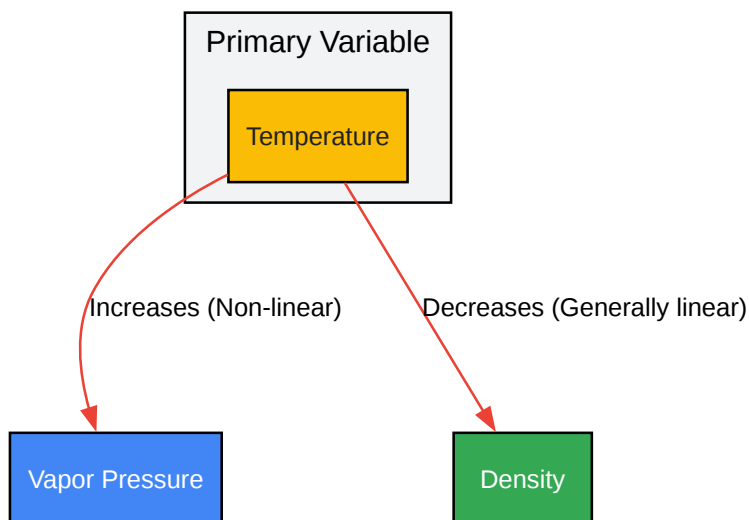 Primary Variable
Temperature
Increases (Non-linear)
Decreases (Generally linear)
Vapor Pressure
Density